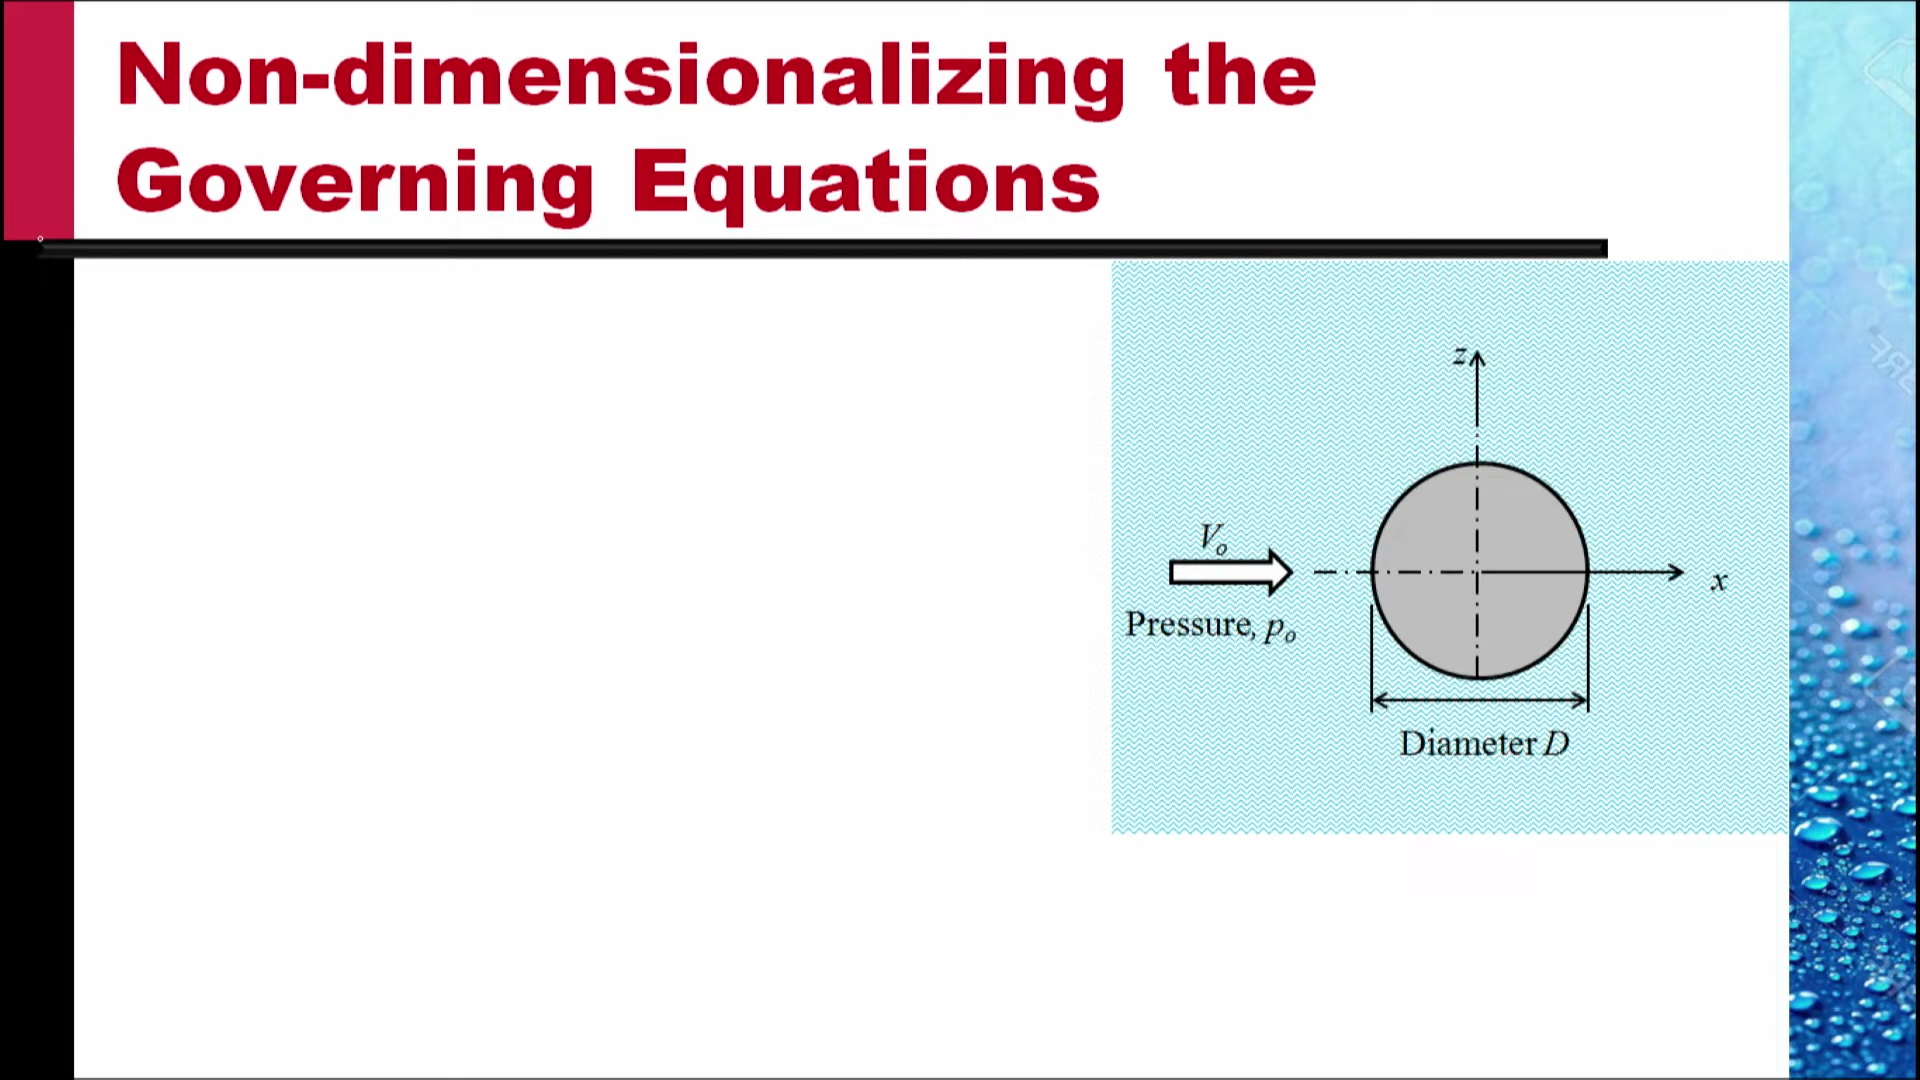 Non-dimensionalizing the
Governing Equations
z
Vo
x
Pressure, po
Diameter D